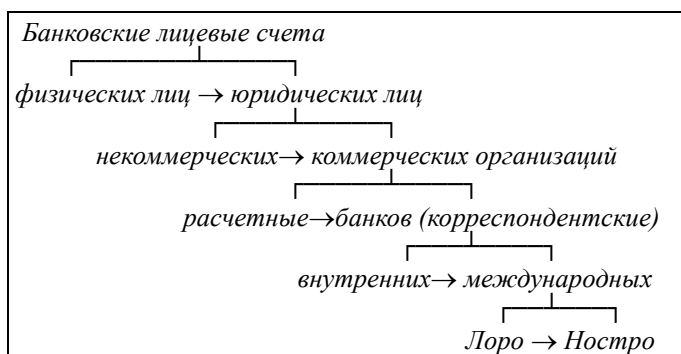 Банковские лицевые счета
физических лиц → юридических лиц
некоммерческих→ коммерческих организаций
расчетные→банков (корреспондентские)
внутренних→ международных
Лоро → Ностро